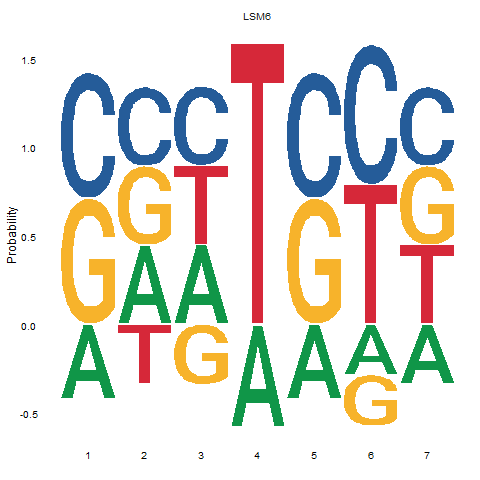 LSM6
Probability
1.5
1.0
0.5
0.0
-0.5
C C C T C C C
G G T A G T G
A A A A A T
T G G A
1 2 3 4 5 6 7